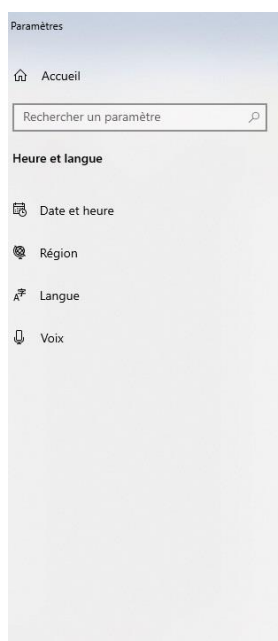 Paramètres
Accueil
Rechercher un paramètre
Heure et langue
Date et heure
Région
Langue
Voix